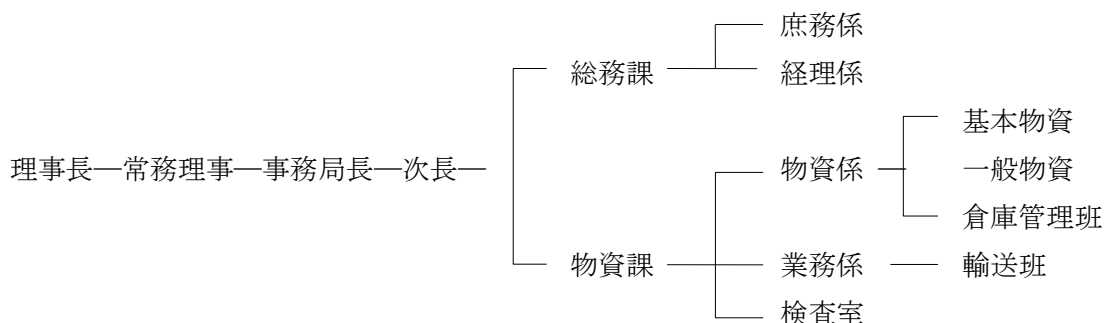 庶務係
総務課
経理係
基本物資
理事長―常務理事―事務局長―次長―
物資係
一般物資
倉庫管理班
物資課
業務係
輸送班
検査室